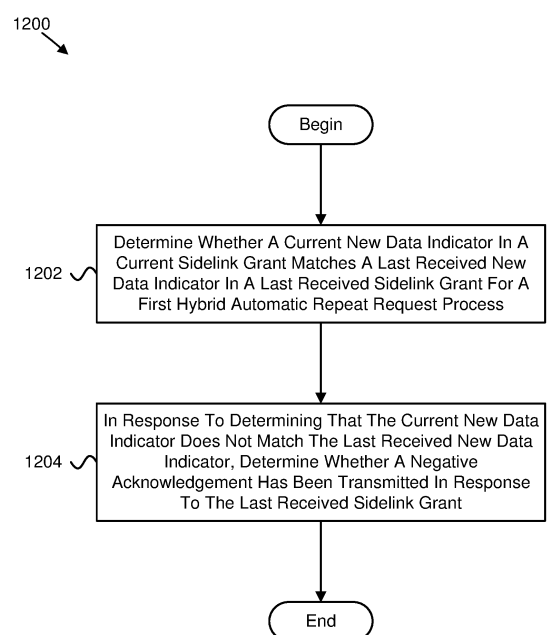 1200
Begin
1202
Determine Whether A Current New Data Indicator In A
Current Sidelink Grant Matches A Last Received New
Data Indicator In A Last Received Sidelink Grant For A
First Hybrid Automatic Repeat Request Process
1204
In Response To Determining That The Current New Data
Indicator Does Not Match The Last Received New Data
Indicator, Determine Whether A Negative
Acknowledgement Has Been Transmitted In Response
To The Last Received Sidelink Grant
End